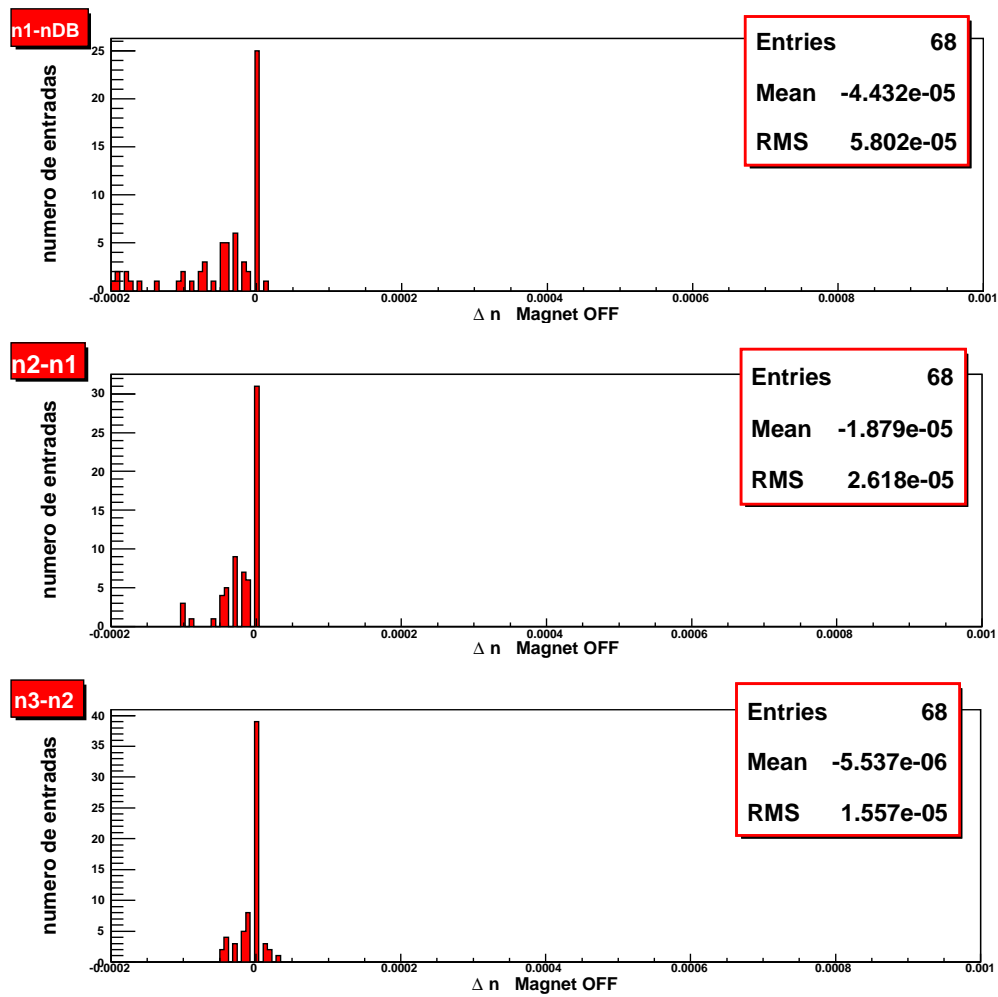 n1-nDB
Entries 68
Mean -4.432e-05
RMS 5.802e-05
numero de entradas
25
20
15
10
5
0
-0.0002 0 0.0002 0.0004 0.0006 0.0008 0.001
Δ n Magnet OFF
n2-n1
Entries 68
Mean -1.879e-05
RMS 2.618e-05
numero de entradas
30
25
20
15
10
5
0
-0.0002 0 0.0002 0.0004 0.0006 0.0008 0.001
Δ n Magnet OFF
n3-n2
Entries 68
Mean -5.537e-06
RMS 1.557e-05
numero de entradas
40
35
30
25
20
15
10
5
0
-0.0002 0 0.0002 0.0004 0.0006 0.0008 0.001
Δ n Magnet OFF